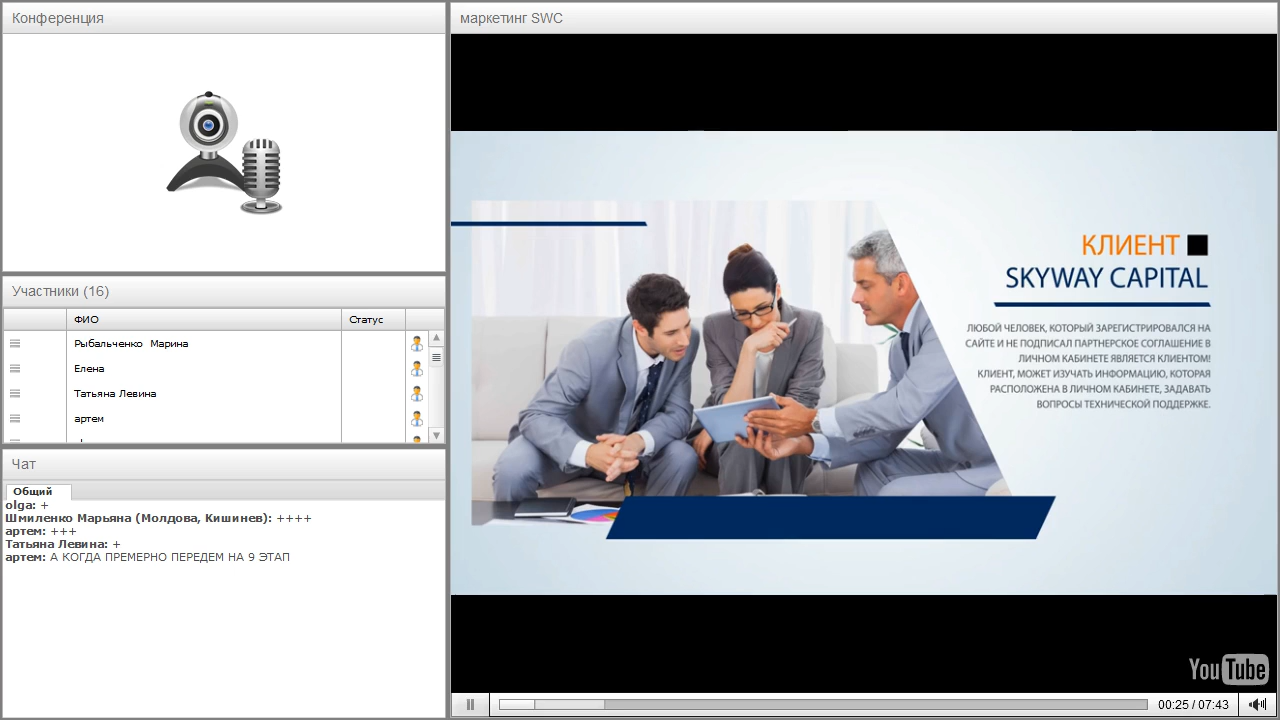 Конференция
маркетинг SWC
КЛИЕНТ
SKYWAY CAPITAL
ЛЮБОЙ ЧЕЛОВЕК, КОТОРЫЙ ЗАРЕГИСТРИРОВАЛСЯ НА
САЙТЕ И НЕ ПОДПИСАЛ ПАРТНЕРСКОЕ СОГЛАШЕНИЕ В
ЛИЧНОМ КАБИНЕТЕ ЯВЛЯЕТСЯ КЛИЕНТОМ!
КЛИЕНТ, МОЖЕТ ИЗУЧАТЬ ИНФОРМАЦИЮ, КОТОРАЯ
РАСПОЛОЖЕНА В ЛИЧНОМ КАБИНЕТЕ, ЗАДАВАТЬ
ВОПРОСЫ ТЕХНИЧЕСКОЙ ПОДДЕРЖКЕ.
Участники (16)
ФИО Статус
Рыбальченко Марина
Елена
Татьяна Левина
артем
Чат
Общий
olga: +
Шмиленко Марьяна (Молдова, Кишинев): ++++
артем: +++
Татьяна Левина: +
артем: А КОГДА ПРЕМЕРНО ПЕРЕДЕМ НА 9 ЭТАП
YouTube
00:25 / 07:43